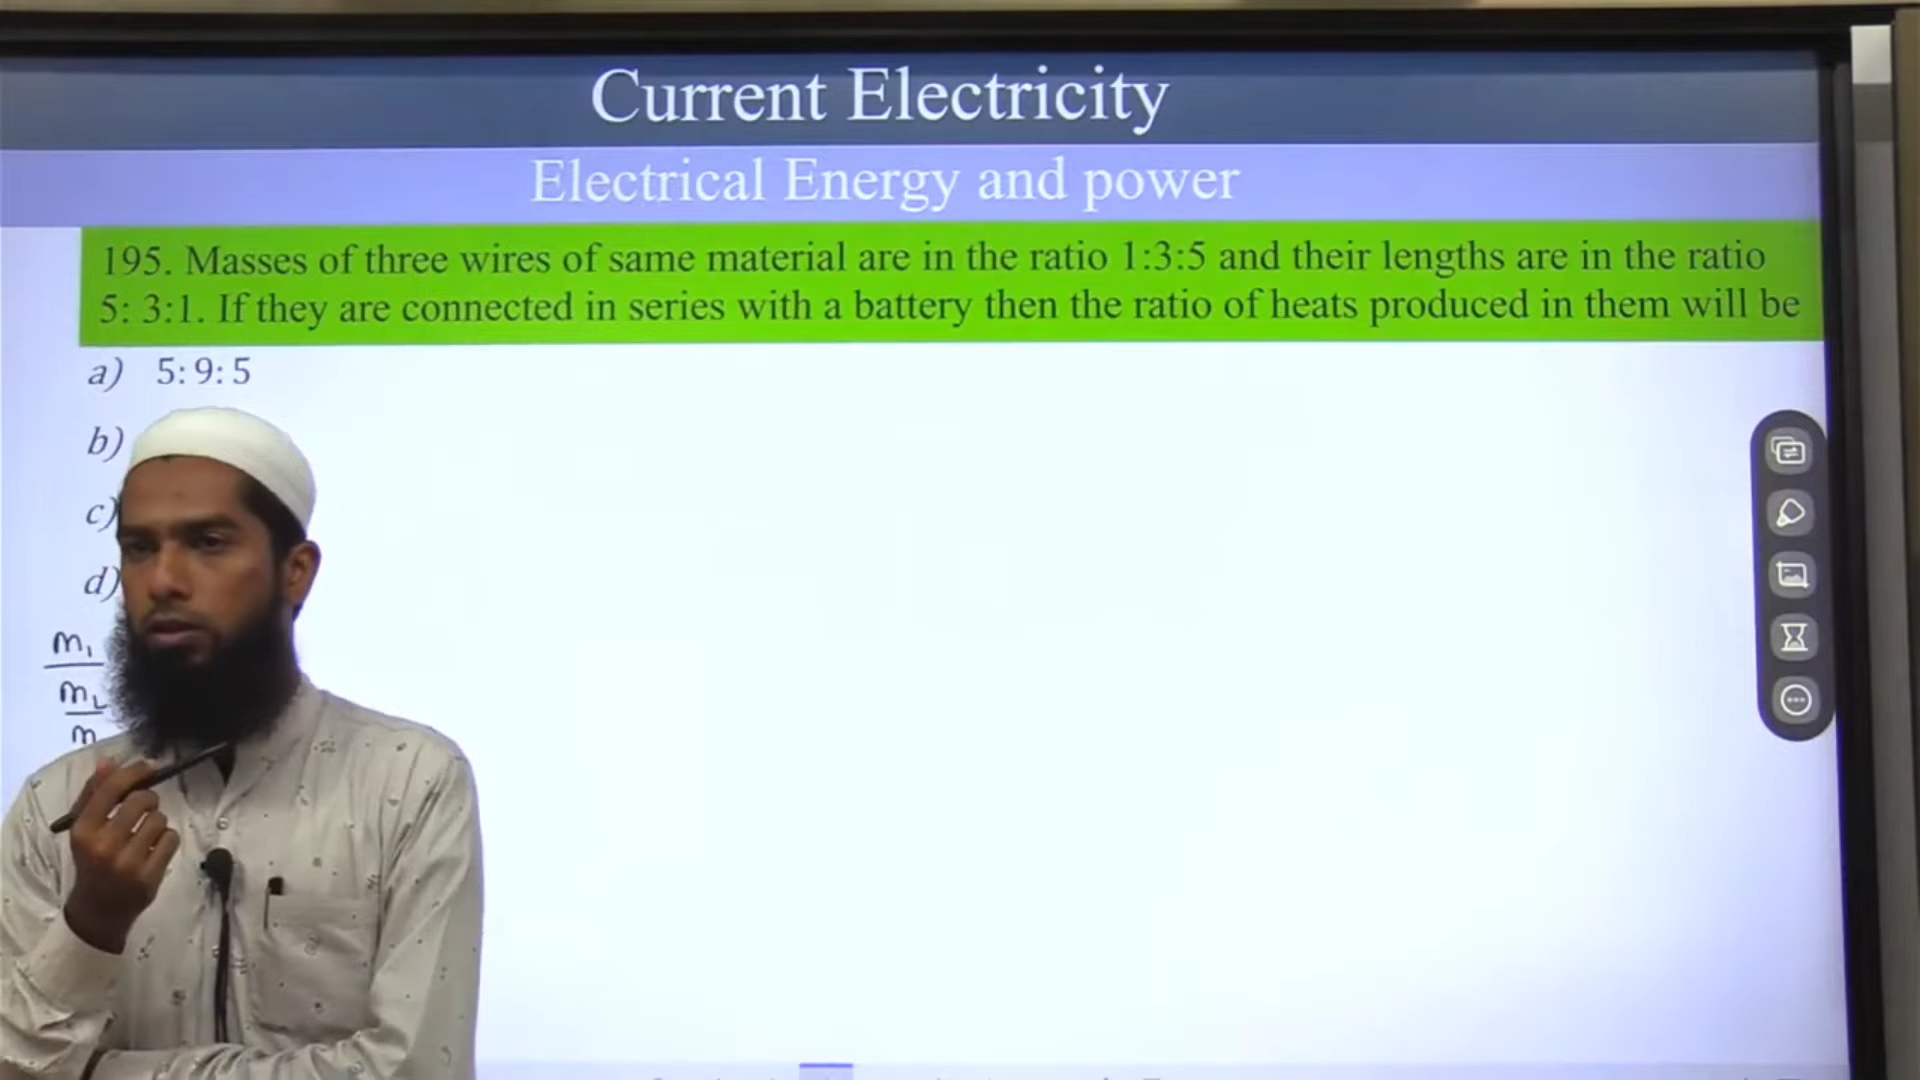 Current Electricity
Electrical Energy and power
195. Masses of three wires of same material are in the ratio 1:3:5 and their lengths are in the ratio
5: 3:1. If they are connected in series with a battery then the ratio of heats produced in them will be
a) 5: 9: 5
b)
c)
d)
m₁
m₂
m